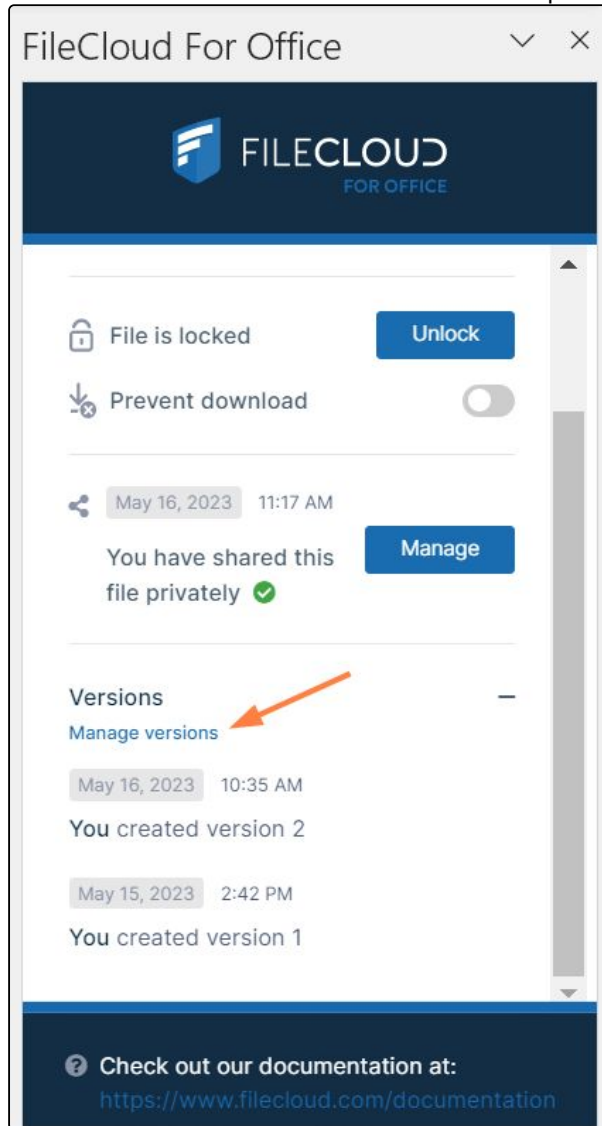 FileCloud For Office
FILECLOUD
FOR OFFICE
File is locked
Unlock
Prevent download
May 16, 2023 11:17 AM
You have shared this
file privately
Manage
Versions
Manage versions
May 16, 2023 10:35 AM
You created version 2
May 15, 2023 2:42 PM
You created version 1
Check out our documentation at:
https://www.filecloud.com/documentation